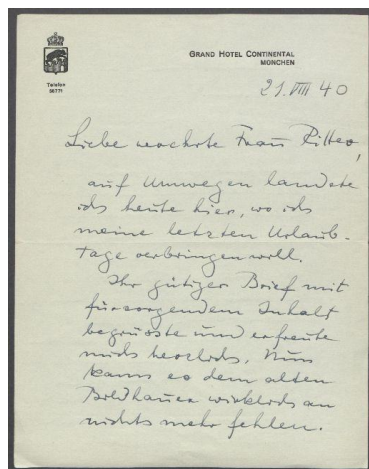 GRAND HOTEL CONTINENTAL
MÜNCHEN
Telefon
21. VIII 40
Liebe verehrte Frau Ritter,
auf Umwegen landete
ich heute hier, wo ich
meine letzten Urlaub-
tage verbringen will.
Ihr gütiger Brief mit
fürsorgendem Inhalt
begrüsste und erfreute
mich herzlich. Nun
kann es dem alten
Bildhauer wirklich an
nichts mehr fehlen.